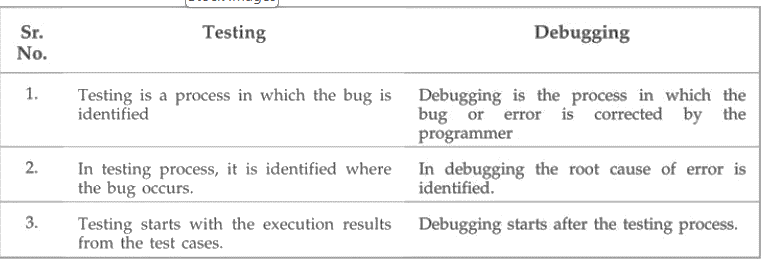 Stock Images
Sr. No. Testing Debugging
1. Testing is a process in which the bug is identified Debugging is the process in which the bug or error is corrected by the programmer
2. In testing process, it is identified where the bug occurs. In debugging the root cause of error is identified.
3. Testing starts with the execution results from the test cases. Debugging starts after the testing process.